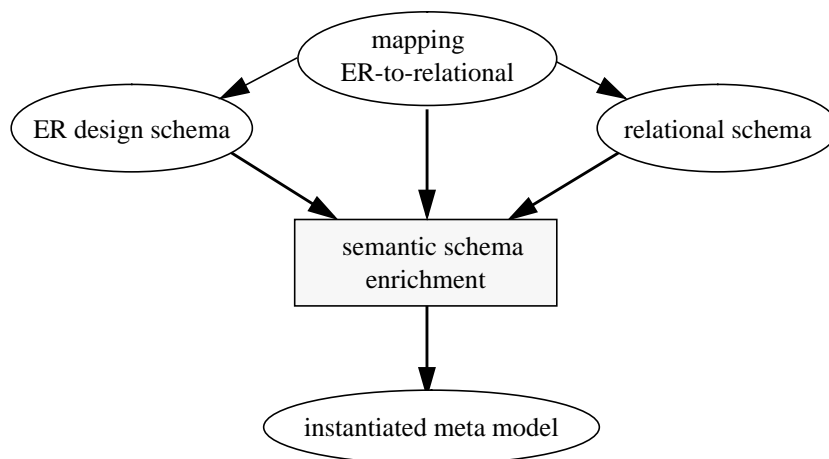 mapping
ER-to-relational
ER design schema
relational schema
semantic schema
enrichment
instantiated meta model